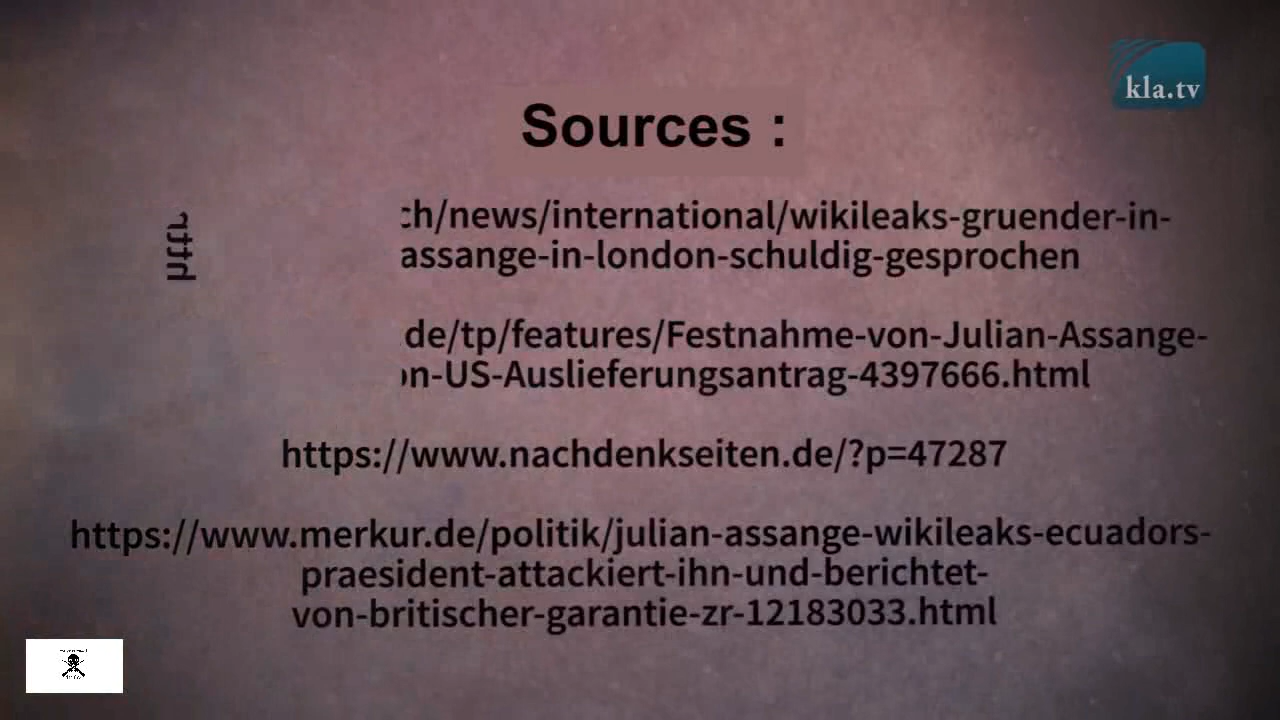 kla.tv
Sources :
ch/news/international/wikileaks-gruender-in-
assange-in-london-schuldig-gesprochen
de/tp/features/Festnahme-von-Julian-Assange-
on-US-Auslieferungsantrag-4397666.html
https://www.nachdenkseiten.de/?p=47287
https://www.merkur.de/politik/julian-assange-wikileaks-ecuadors-
praesident-attackiert-ihn-und-berichtet-
von-britischer-garantie-zr-12183033.html